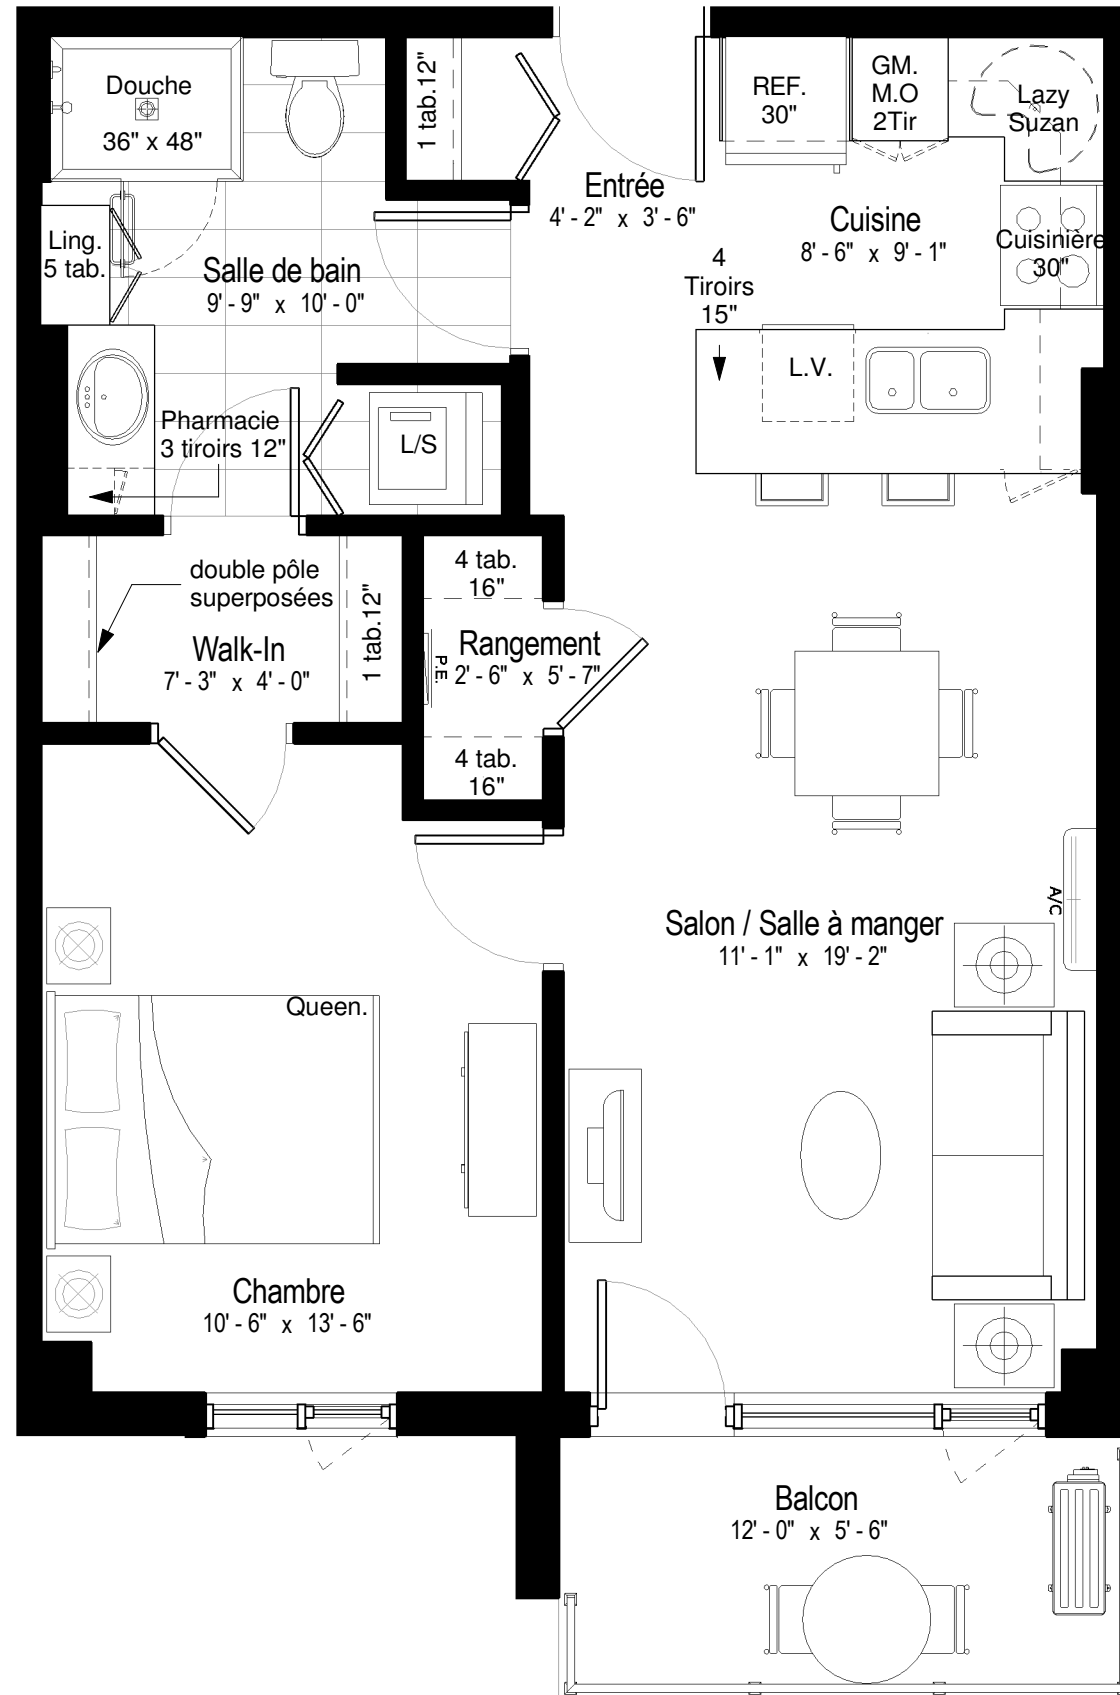 Douche
36" x 48"
1 tab.12"
REF.
30"
GM.
M.O
2Tir
Lazy
Suzan
Entrée
4' - 2" x 3' - 6"
Cuisine
8' - 6" x 9' - 1"
Cuisinière
30"
Ling.
5 tab.
Salle de bain
9' - 9" x 10' - 0"
4
Tiroirs
15"
L.V.
Pharmacie
3 tiroirs 12"
L/S
double pôle
superposées
Walk-In
7' - 3" x 4' - 0"
1 tab.12"
4 tab.
16"
Rangement
2' - 6" x 5' - 7"
P.E.
4 tab.
16"
A/C
Salon / Salle à manger
11' - 1" x 19' - 2"
Queen.
Chambre
10' - 6" x 13' - 6"
Balcon
12' - 0" x 5' - 6"